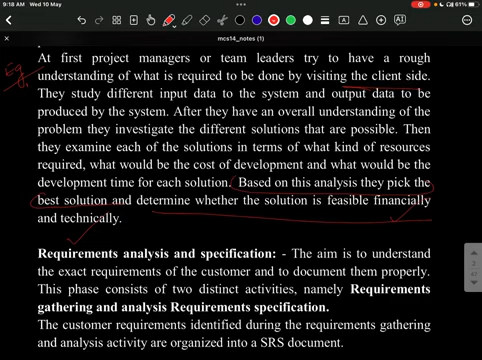 9:18 AM Wed 10 May
61%
mcs14_notes (1)
Eg.
At first project managers or team leaders try to have a rough
understanding of what is required to be done by visiting the client side.
They study different input data to the system and output data to be
produced by the system. After they have an overall understanding of the
problem they investigate the different solutions that are possible. Then
they examine each of the solutions in terms of what kind of resources
required, what would be the cost of development and what would be the
development time for each solution. Based on this analysis they pick the
best solution and determine whether the solution is feasible financially
and technically.
Requirements analysis and specification: - The aim is to understand
the exact requirements of the customer and to document them properly.
This phase consists of two distinct activities, namely Requirements
gathering and analysis Requirements specification.
The customer requirements identified during the requirements gathering
and analysis activity are organized into a SRS document.